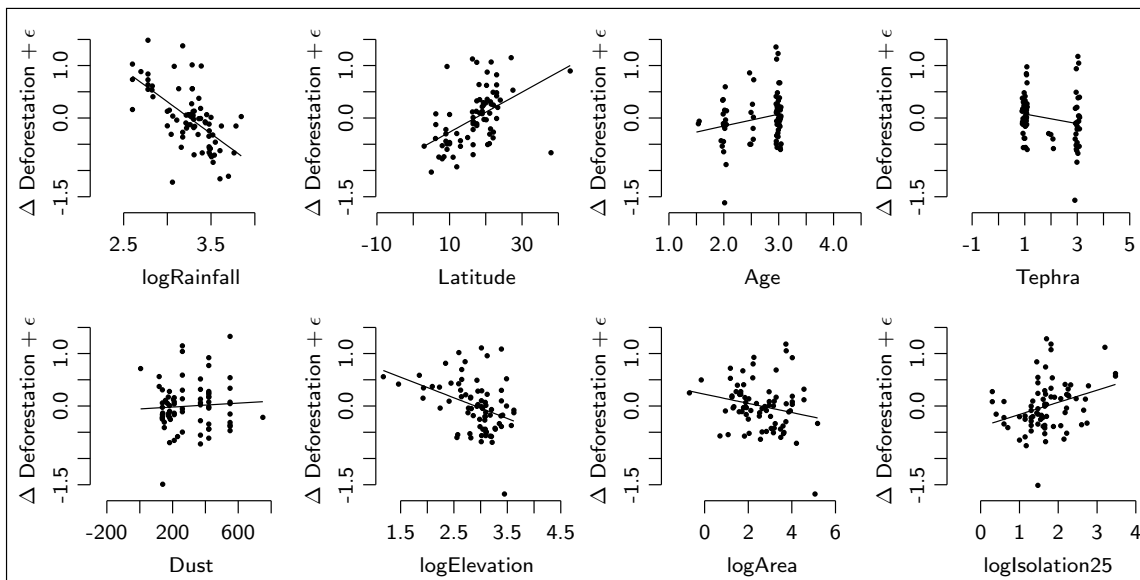 Δ Deforestation + ϵ
1.0
0.0
-1.5
2.5 3.5
logRainfall
Δ Deforestation + ϵ
1.0
0.0
-1.5
-10 10 30
Latitude
Δ Deforestation + ϵ
1.0
0.0
-1.5
1.0 2.0 3.0 4.0
Age
Δ Deforestation + ϵ
1.0
0.0
-1.5
-1 1 3 5
Tephra
Δ Deforestation + ϵ
1.0
0.0
-1.5
-200 200 600
Dust
Δ Deforestation + ϵ
1.0
0.0
-1.5
1.5 2.5 3.5 4.5
logElevation
Δ Deforestation + ϵ
1.0
0.0
-1.5
0 2 4 6
logArea
Δ Deforestation + ϵ
1.0
0.0
-1.5
0 1 2 3 4
logIsolation25